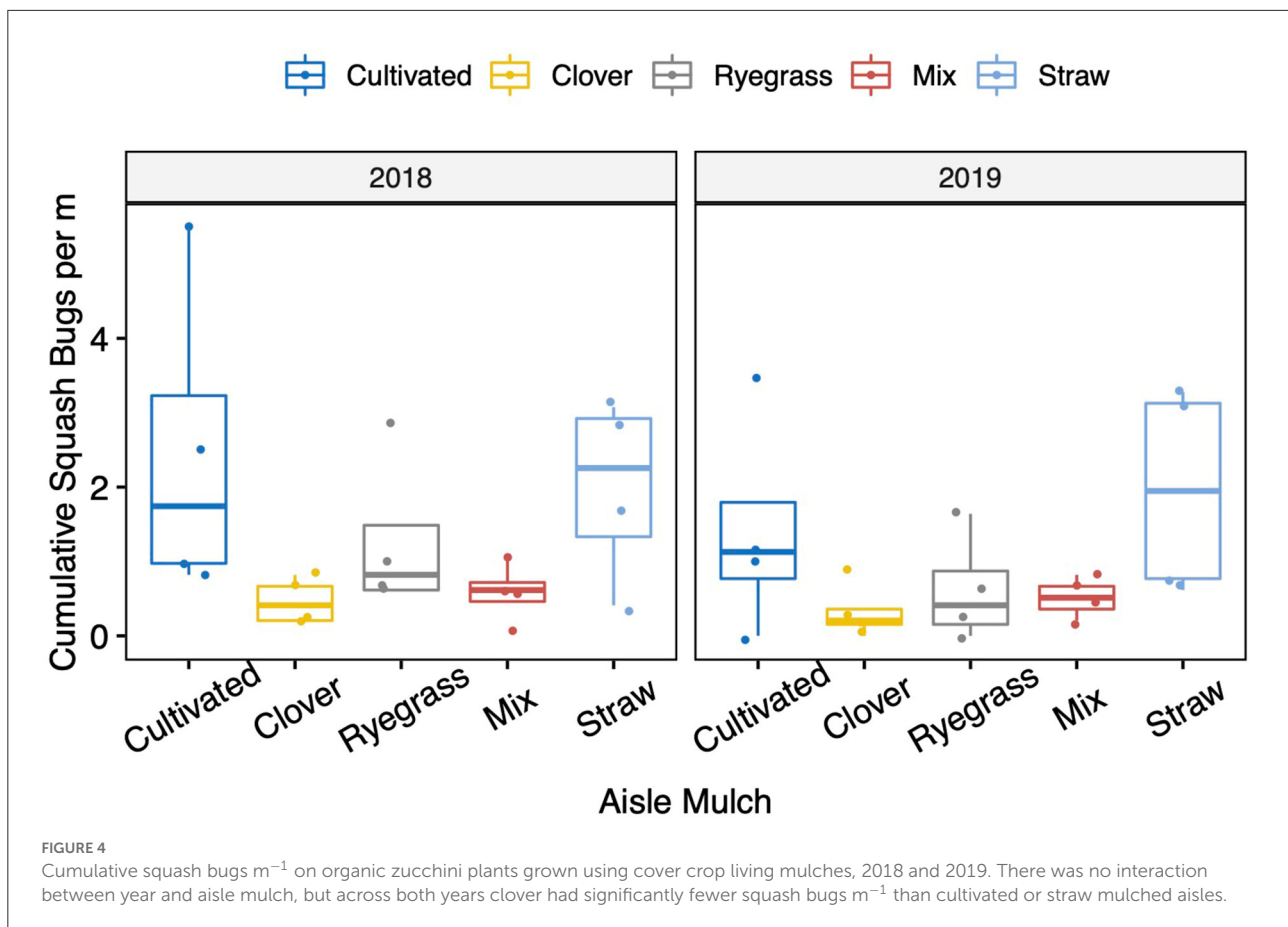 Cultivated Clover Ryegrass Mix Straw
2018 2019
Cumulative Squash Bugs per m
4
2
0
Cultivated Clover Ryegrass Mix Straw Cultivated Clover Ryegrass Mix Straw
Aisle Mulch
FIGURE 4
Cumulative squash bugs m⁻¹ on organic zucchini plants grown using cover crop living mulches, 2018 and 2019. There was no interaction
between year and aisle mulch, but across both years clover had significantly fewer squash bugs m⁻¹ than cultivated or straw mulched aisles.